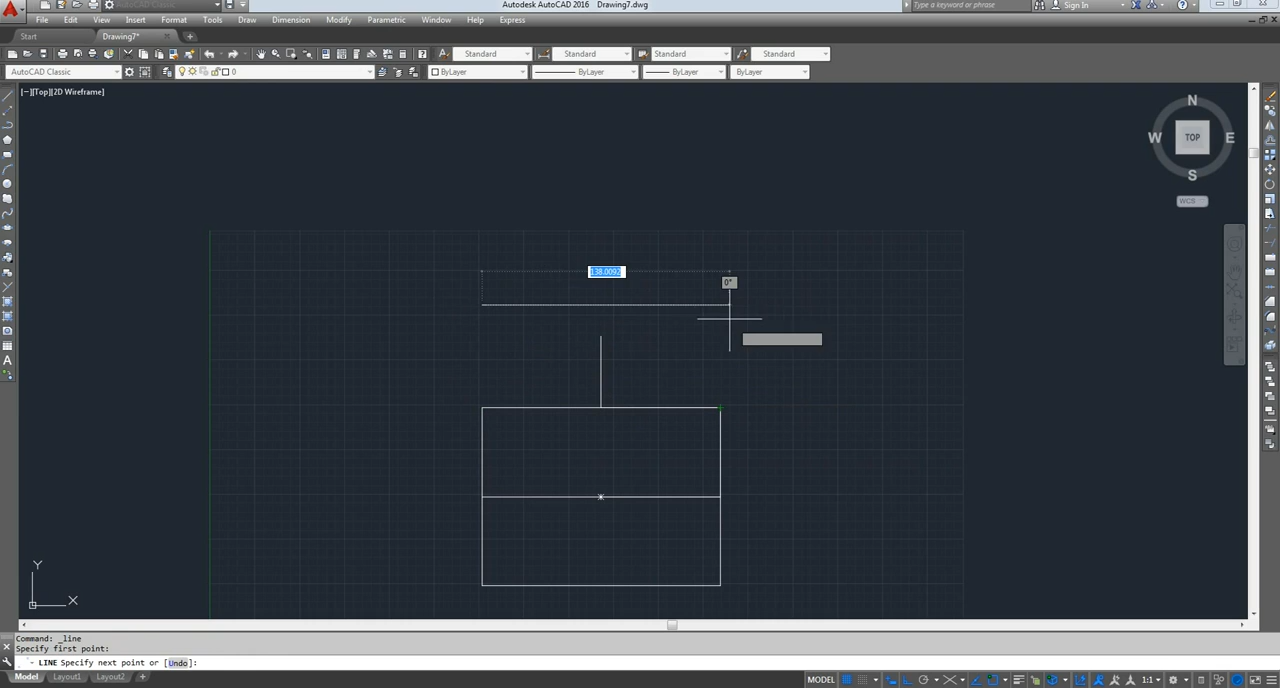 AutoCAD Classic
Autodesk AutoCAD 2016 Drawing7.dwg
Type a keyword or phrase
Sign In
File Edit View Insert Format Tools Draw Dimension Modify Parametric Window Help Express
Start Drawing7*
Standard Standard Standard Standard
AutoCAD Classic 0 ByLayer ByLayer ByLayer ByLayer
[−][Top][2D Wireframe]
N
W TOP E
S
WCS
138.0092
0°
Y
X
Command: _line
Specify first point:
LINE Specify next point or [Undo]:
Model Layout1 Layout2 + MODEL 1:1